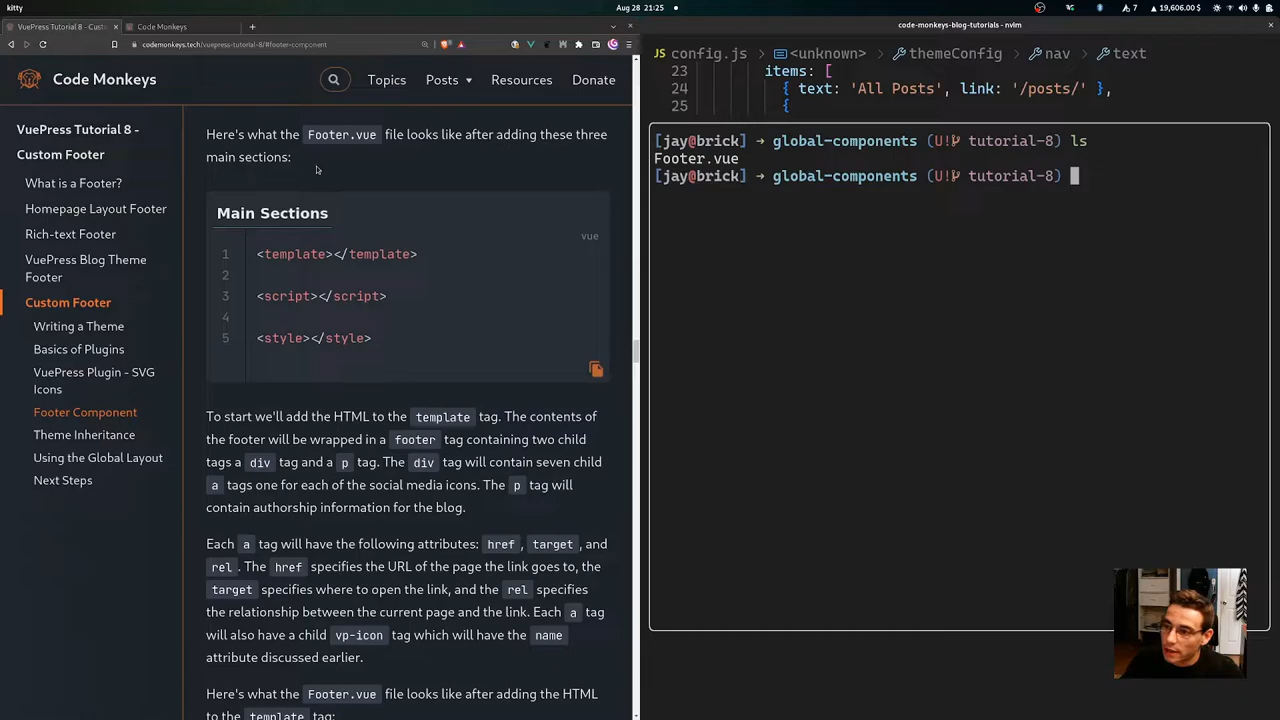 kitty
Aug 28 21:25
7
19,606.00
VuePress Tutorial 8 - Custo
Code Monkeys
codemonkeys.tech/vuepress-tutorial-8/#footer-component
code-monkeys-blog-tutorials - nvim
Code Monkeys
Topics
Posts
Resources
Donate
VuePress Tutorial 8 -
Custom Footer
What is a Footer?
Homepage Layout Footer
Rich-text Footer
VuePress Blog Theme
Footer
Custom Footer
Writing a Theme
Basics of Plugins
VuePress Plugin - SVG
Icons
Footer Component
Theme Inheritance
Using the Global Layout
Next Steps
Here's what the Footer.vue file looks like after adding these three
main sections:
Main Sections
vue
1 <template></template>
2
3 <script></script>
4
5 <style></style>
To start we'll add the HTML to the template tag. The contents of
the footer will be wrapped in a footer tag containing two child
tags a div tag and a p tag. The div tag will contain seven child
a tags one for each of the social media icons. The p tag will
contain authorship information for the blog.
Each a tag will have the following attributes: href, target, and
rel. The href specifies the URL of the page the link goes to, the
target specifies where to open the link, and the rel specifies
the relationship between the current page and the link. Each a tag
will also have a child vp-icon tag which will have the name
attribute discussed earlier.
Here's what the Footer.vue file looks like after adding the HTML
to the template tag:
JS config.js > <unknown> > themeConfig > nav > text
23 items: [
24 { text: 'All Posts', link: '/posts/' },
25 {
[jay@brick] → global-components (U! tutorial-8) ls
Footer.vue
[jay@brick] → global-components (U! tutorial-8)